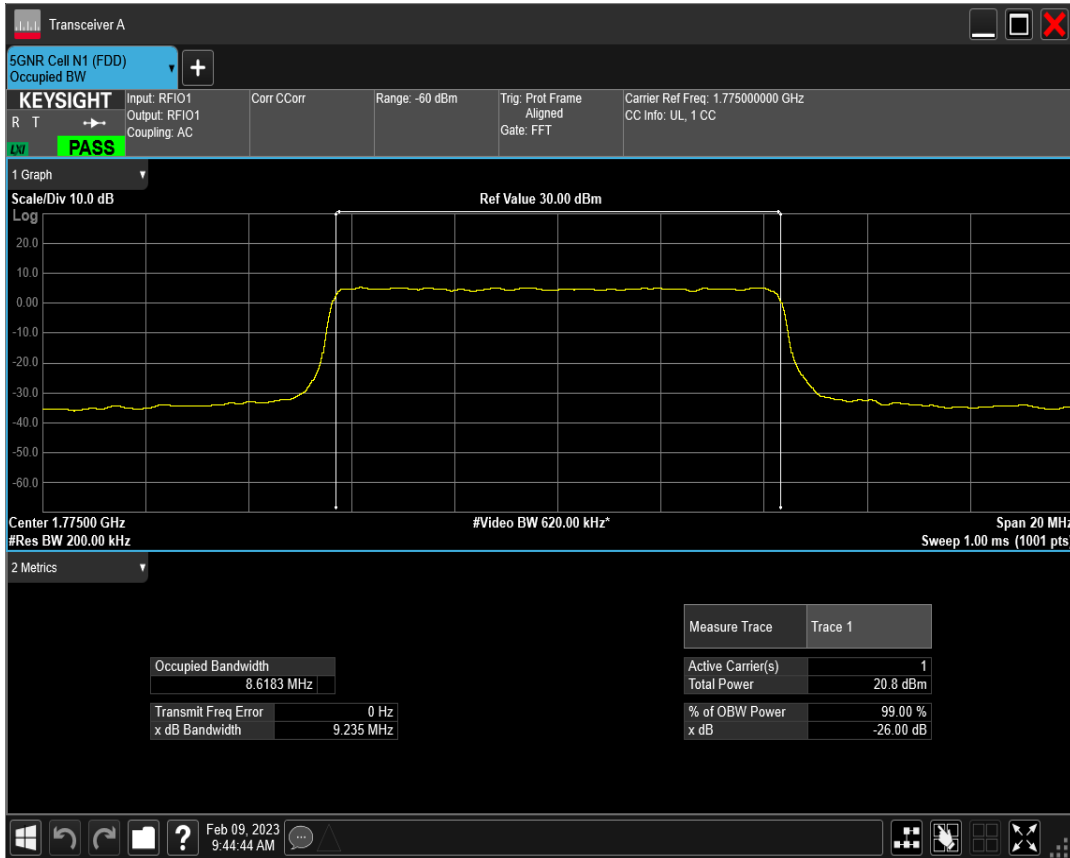 Transceiver A
5GNR Cell N1 (FDD)
Occupied BW
+
KEYSIGHT
R T
LXI
PASS
Input: RFIO1
Output: RFIO1
Coupling: AC
Corr CCorr
Range: -60 dBm
Trig: Prot Frame
Aligned
Gate: FFT
Carrier Ref Freq: 1.775000000 GHz
CC Info: UL, 1 CC
1 Graph
Scale/Div 10.0 dB
Ref Value 30.00 dBm
Log
20.0
10.0
0.00
-10.0
-20.0
-30.0
-40.0
-50.0
-60.0
Center 1.77500 GHz
#Video BW 620.00 kHz*
Span 20 MHz
#Res BW 200.00 kHz
Sweep 1.00 ms (1001 pts)
2 Metrics
Measure Trace Trace 1
Occupied Bandwidth
8.6183 MHz
Active Carrier(s) 1
Total Power 20.8 dBm
Transmit Freq Error 0 Hz
x dB Bandwidth 9.235 MHz
% of OBW Power 99.00 %
x dB -26.00 dB
?
Feb 09, 2023
9:44:44 AM